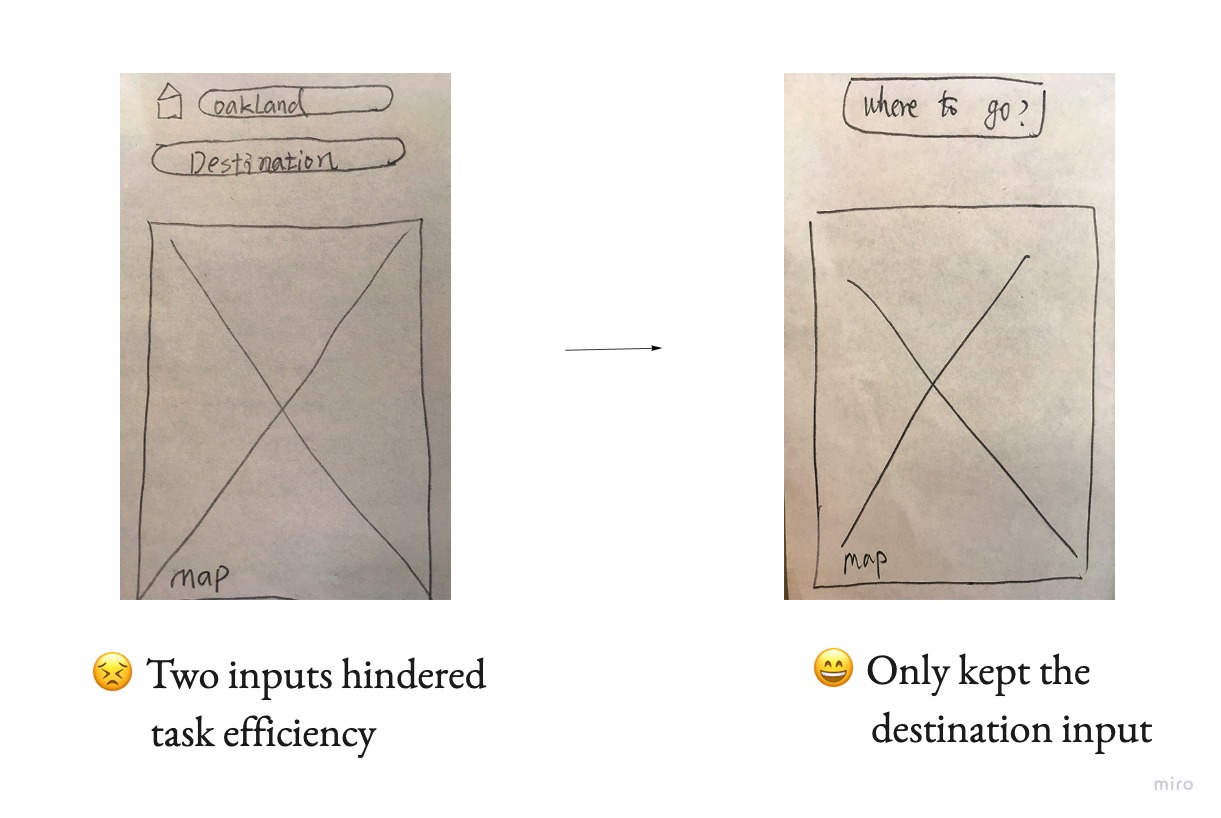 oakland
Destination
map
where to go?
map
Two inputs hindered
task efficiency
Only kept the
destination input
miro